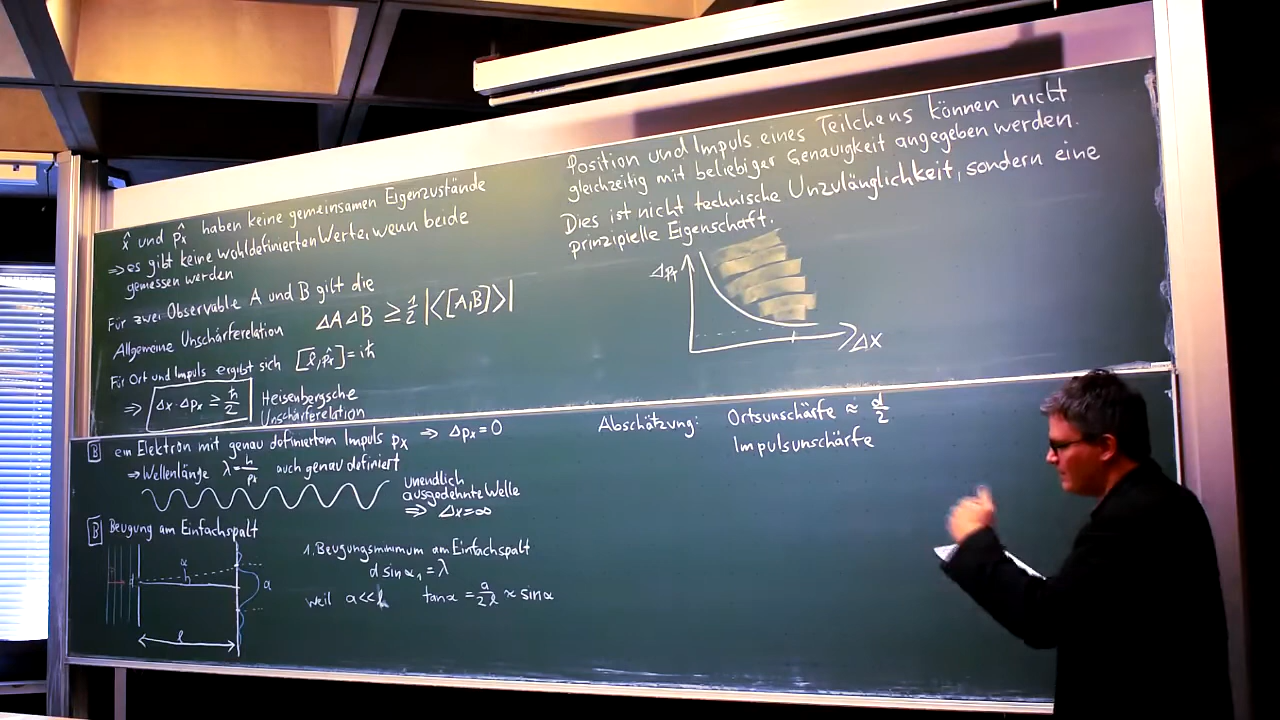 x̂ und p̂ₓ haben keine gemeinsamen Eigenzustände
⇒ es gibt keine wohldefinierten Werte, wenn beide
gemessen werden
Für zwei Observable A und B gilt die
Allgemeine Unschärferelation ΔA ΔB ≥ 1/2 |⟨[A,B]⟩|
Für Ort und Impuls ergibt sich [x̂,p̂ₓ] = iħ
⇒ Δx · Δpₓ ≥ ħ/2 Heisenbergsche
Unschärferelation
Position und Impuls eines Teilchens können nicht
gleichzeitig mit beliebiger Genauigkeit angegeben werden.
Dies ist nicht technische Unzulänglichkeit, sondern eine
prinzipielle Eigenschaft.
Δpₓ
Δx
B ein Elektron mit genau definiertem Impuls pₓ ⇒ Δpₓ = 0
⇒ Wellenlänge λ = h/pₓ auch genau definiert
unendlich
ausgedehnte Welle
⇒ Δx = ∞
B Beugung am Einfachspalt
d
α
a
l
1. Beugungsminimum am Einfachspalt
d sin α₁ = λ
weil a << l tan α = a/2l ≈ sin α
Abschätzung: Ortsunschärfe ≈ d/2
Impulsunschärfe